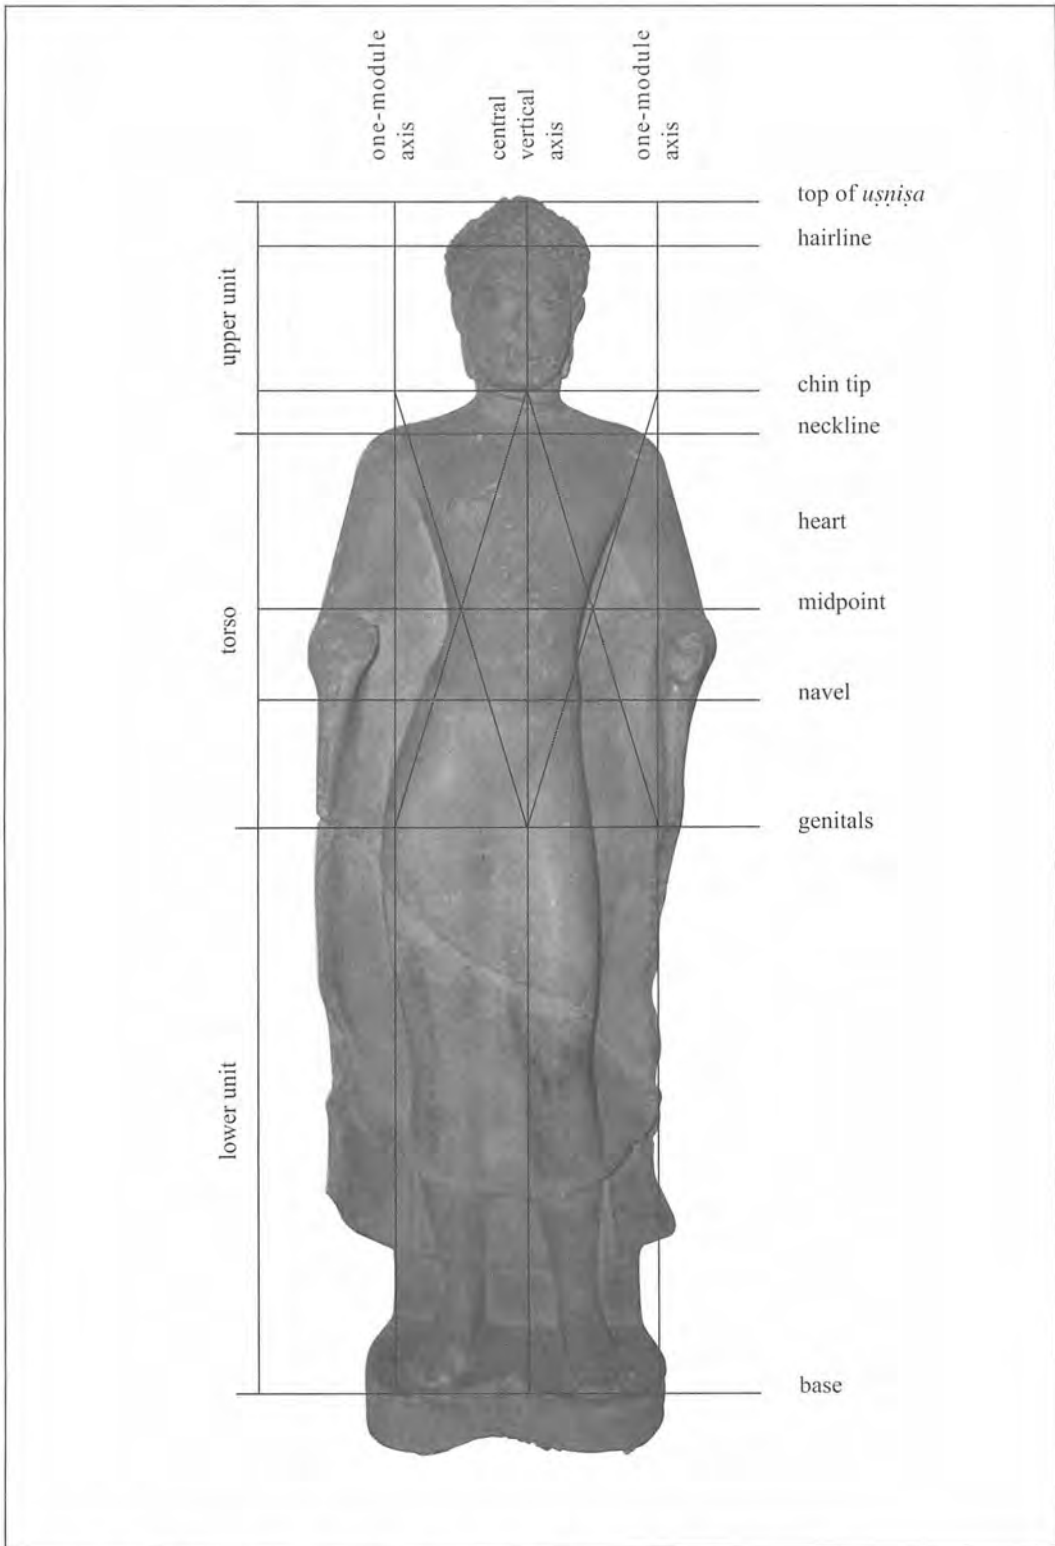 one-module
axis
central
vertical
axis
one-module
axis
top of uṣṇiṣa
hairline
upper unit
chin tip
neckline
heart
midpoint
torso
navel
genitals
lower unit
base